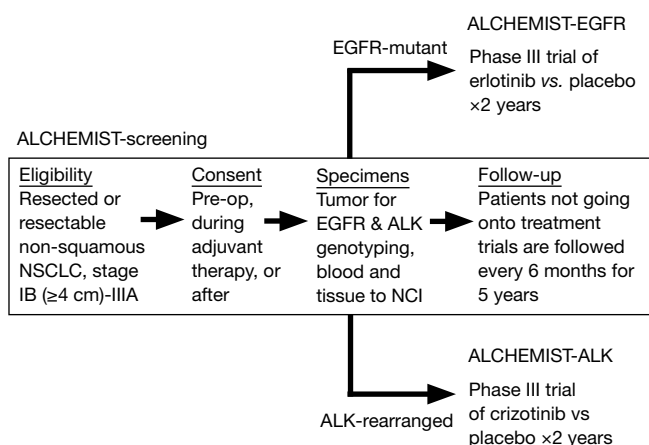 ALCHEMIST-EGFR
EGFR-mutant
Phase III trial of
erlotinib vs. placebo
×2 years
ALCHEMIST-screening
Eligibility
Resected or
resectable
non-squamous
NSCLC, stage
IB (≥4 cm)-IIIA
Consent
Pre-op,
during
adjuvant
therapy, or
after
Specimens
Tumor for
EGFR & ALK
genotyping,
blood and
tissue to NCI
Follow-up
Patients not going
onto treatment
trials are followed
every 6 months for
5 years
ALCHEMIST-ALK
ALK-rearranged
Phase III trial
of crizotinib vs
placebo ×2 years